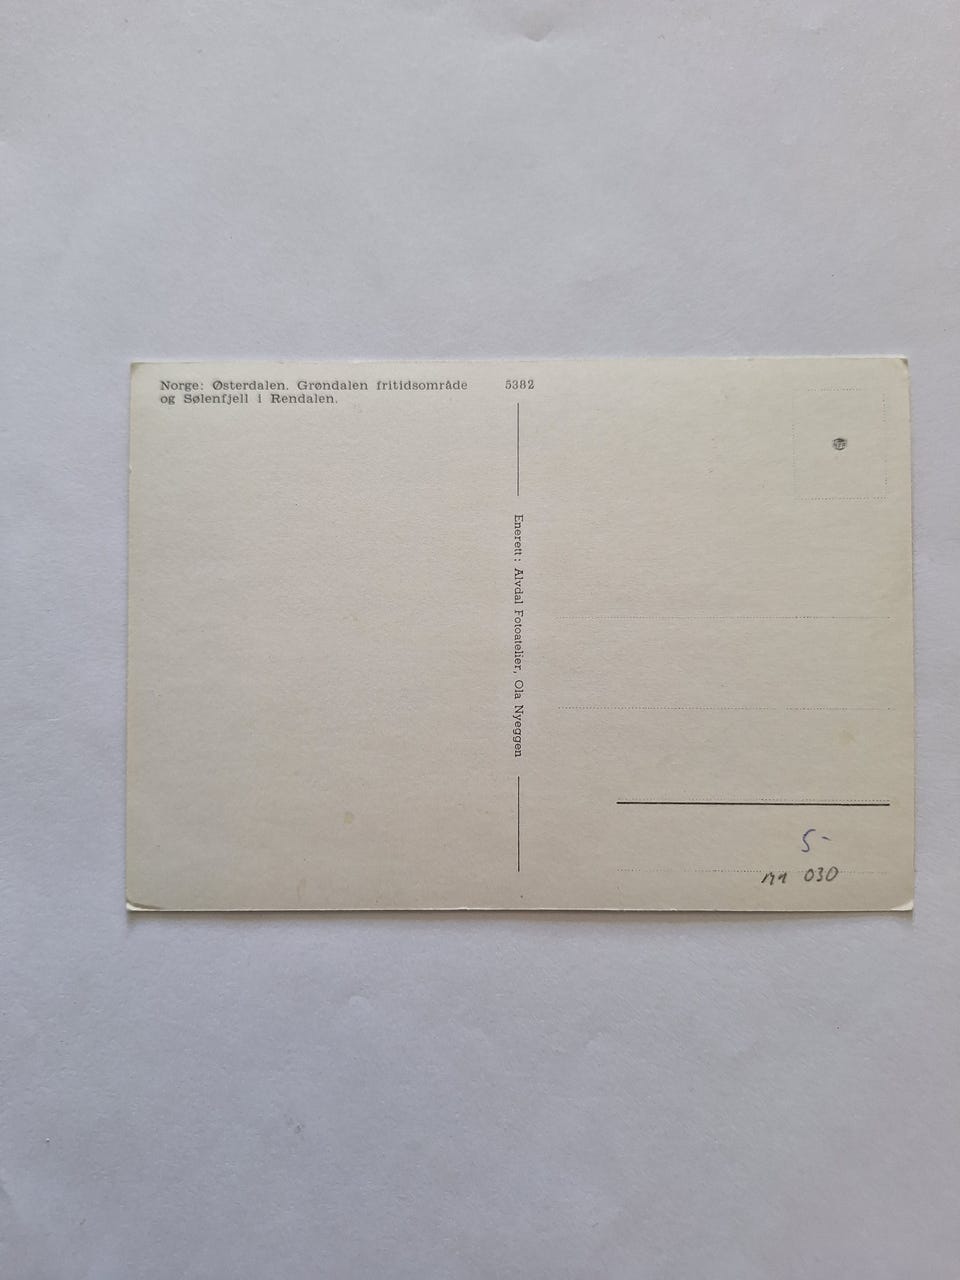 Norge: Østerdalen. Grøndalen fritidsområde
og Sølenfjell i Rendalen.
5382
Enerett: Alvdal Fotoatelier, Ola Nyeggen
5-
030